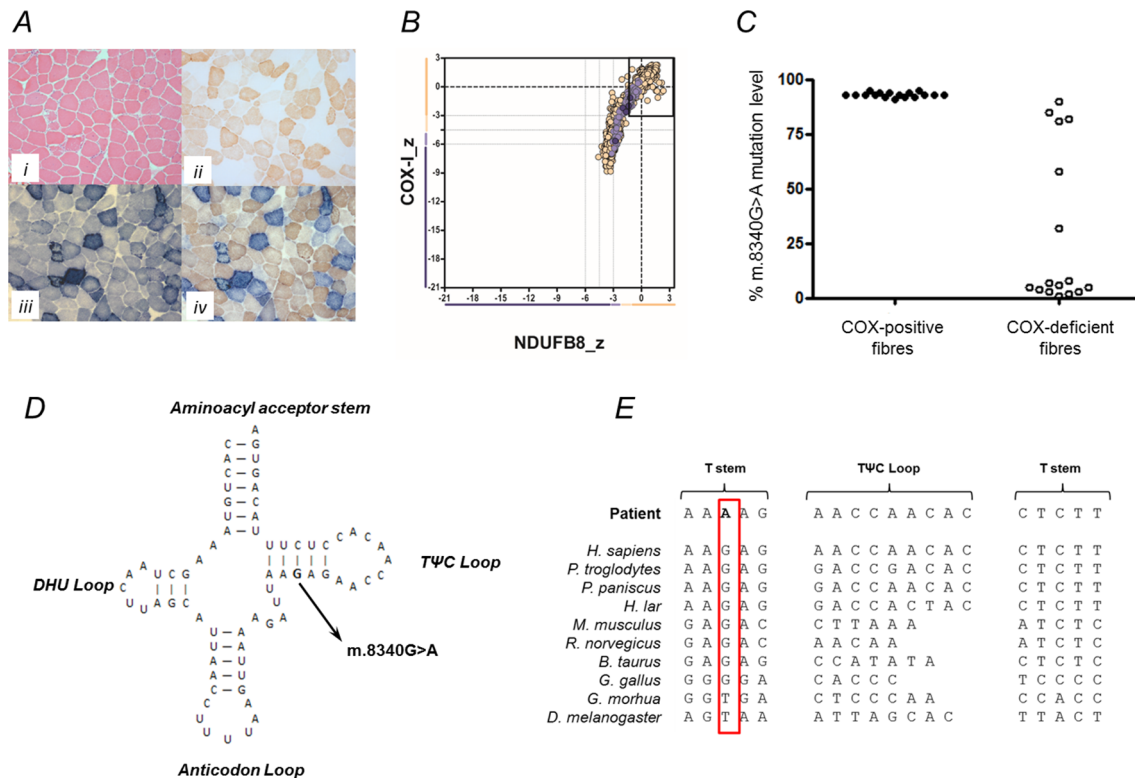 A
i
ii
iii
iv
B
COX-I_z
3
0
-3
-6
-9
-12
-15
-18
-21
-21 -18 -15 -12 -9 -6 -3 0 3
NDUFB8_z
C
% m.8340G>A mutation level
100
75
50
25
0
COX-positive fibres
COX-deficient fibres
D
Aminoacyl acceptor stem
DHU Loop
TΨC Loop
m.8340G>A
Anticodon Loop
E
T stem TΨC Loop T stem
Patient A A A A G A A C C A A C A C C T C T T
H. sapiens A A G A G A A C C A A C A C C T C T T
P. troglodytes A A G A G G A C C G A C A C C T C T T
P. paniscus A A G A G G A C C A A C A C C T C T T
H. lar A A G A G G A C C A C T A C C T C T T
M. musculus G A G A C C T T A A A A T C T C
R. norvegicus G A G A C A A C A A A T C T C
B. taurus G A G A G C C A T A T A C T C T C
G. gallus G G G G A C A C C C T C C C C
G. morhua G G T G A C T C C C A A C C A C C
D. melanogaster A G T A A A T T A G C A C T T A C T